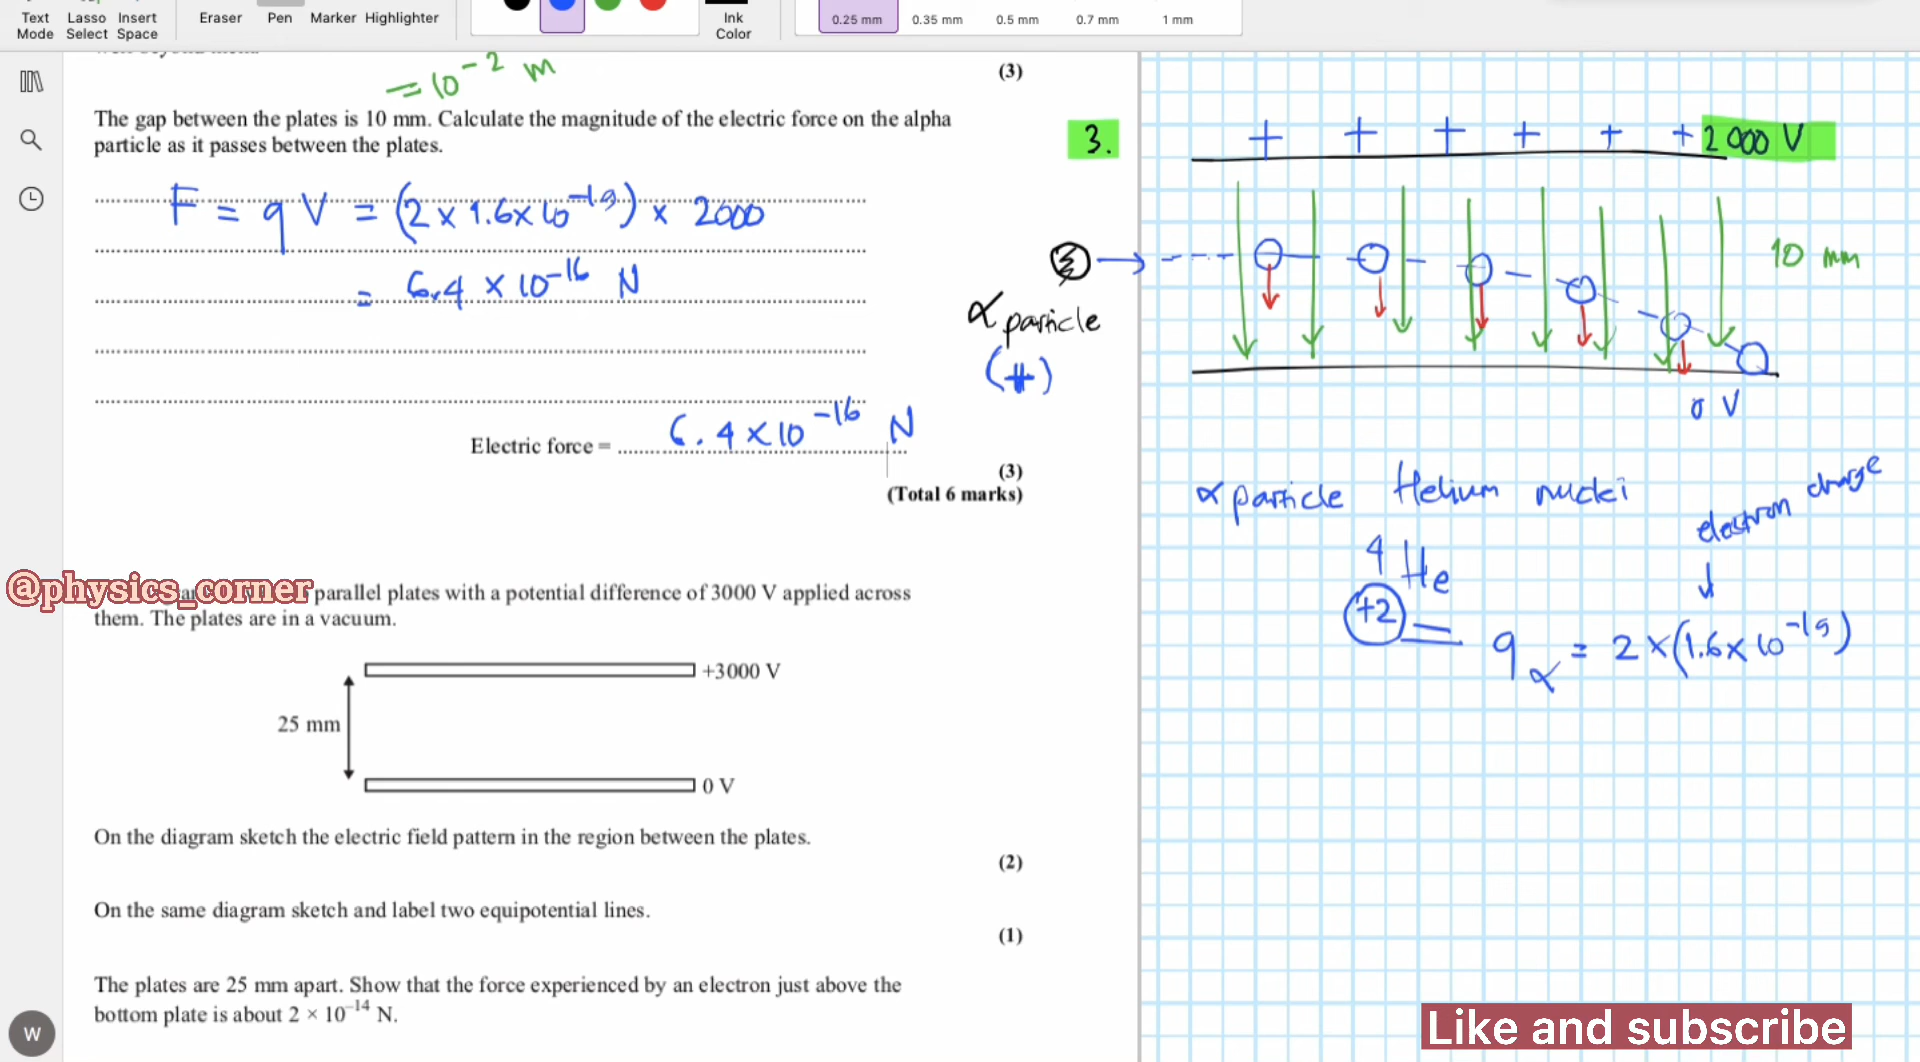 Text Mode
Lasso Select
Insert Space
Eraser
Pen
Marker
Highlighter
Ink Color
0.25 mm
0.35 mm
0.5 mm
0.7 mm
1 mm
= 10⁻² m
(3)
The gap between the plates is 10 mm. Calculate the magnitude of the electric force on the alpha
particle as it passes between the plates.
F = qV = (2 × 1.6×10⁻¹⁹) × 2000
= 6.4 × 10⁻¹⁶ N
Electric force = 6.4 × 10⁻¹⁶ N
(3)
(Total 6 marks)
@physics_corner
parallel plates with a potential difference of 3000 V applied across
them. The plates are in a vacuum.
+3000 V
25 mm
0 V
On the diagram sketch the electric field pattern in the region between the plates.
(2)
On the same diagram sketch and label two equipotential lines.
(1)
The plates are 25 mm apart. Show that the force experienced by an electron just above the
bottom plate is about 2 × 10⁻¹⁴ N.
W
3.
+ + + + + + 2000 V
10 mm
α particle
(+)
0 V
α particle Helium nuclei
electron charge
4 He
+2
= qα = 2 × (1.6 × 10⁻¹⁹)
Like and subscribe